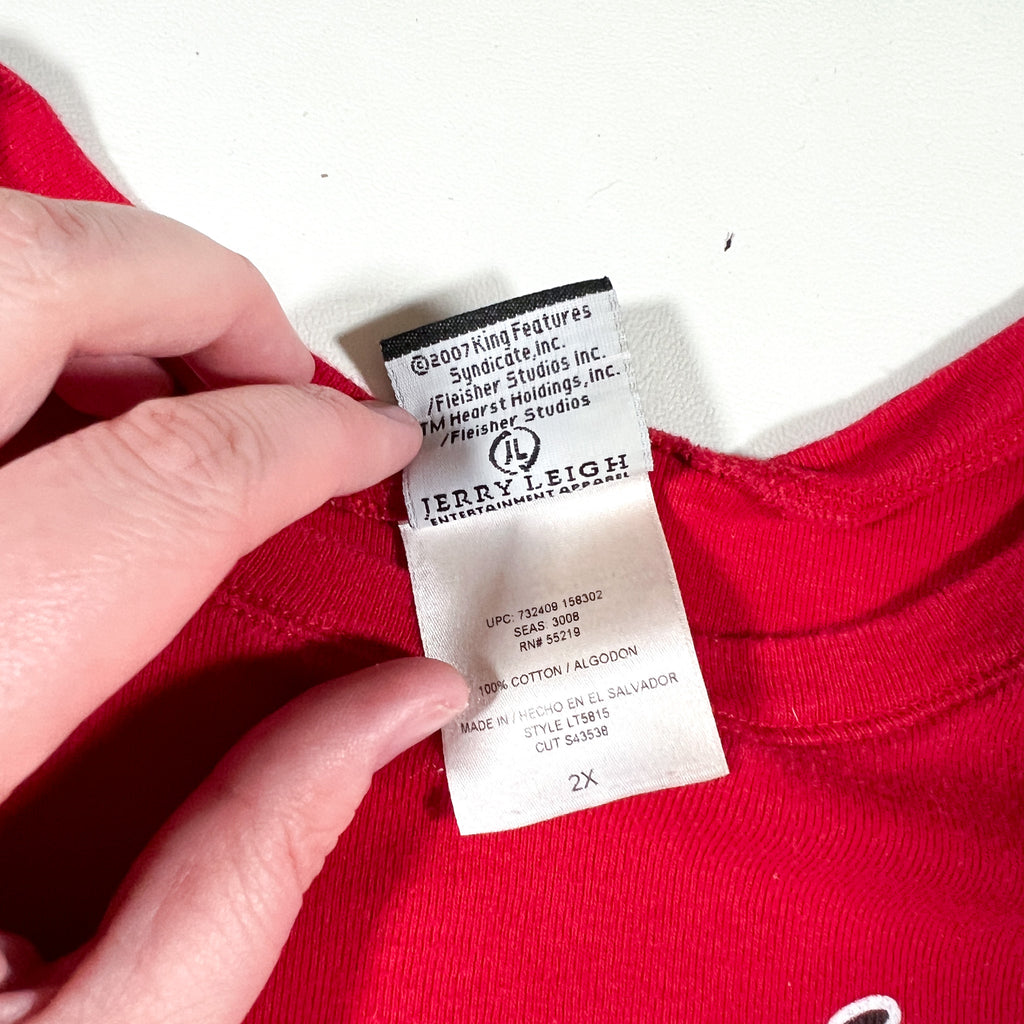 ©2007 King Features
Syndicate, Inc.
/Fleisher Studios Inc.
TM Hearst Holdings, Inc.
/Fleisher Studios
JL
JERRY LEIGH
ENTERTAINMENT APPAREL
UPC: 732409 158302
SEAS: 3008
RN# 55219
100% COTTON / ALGODON
MADE IN / HECHO EN EL SALVADOR
STYLE LT5815
CUT S43538
2X